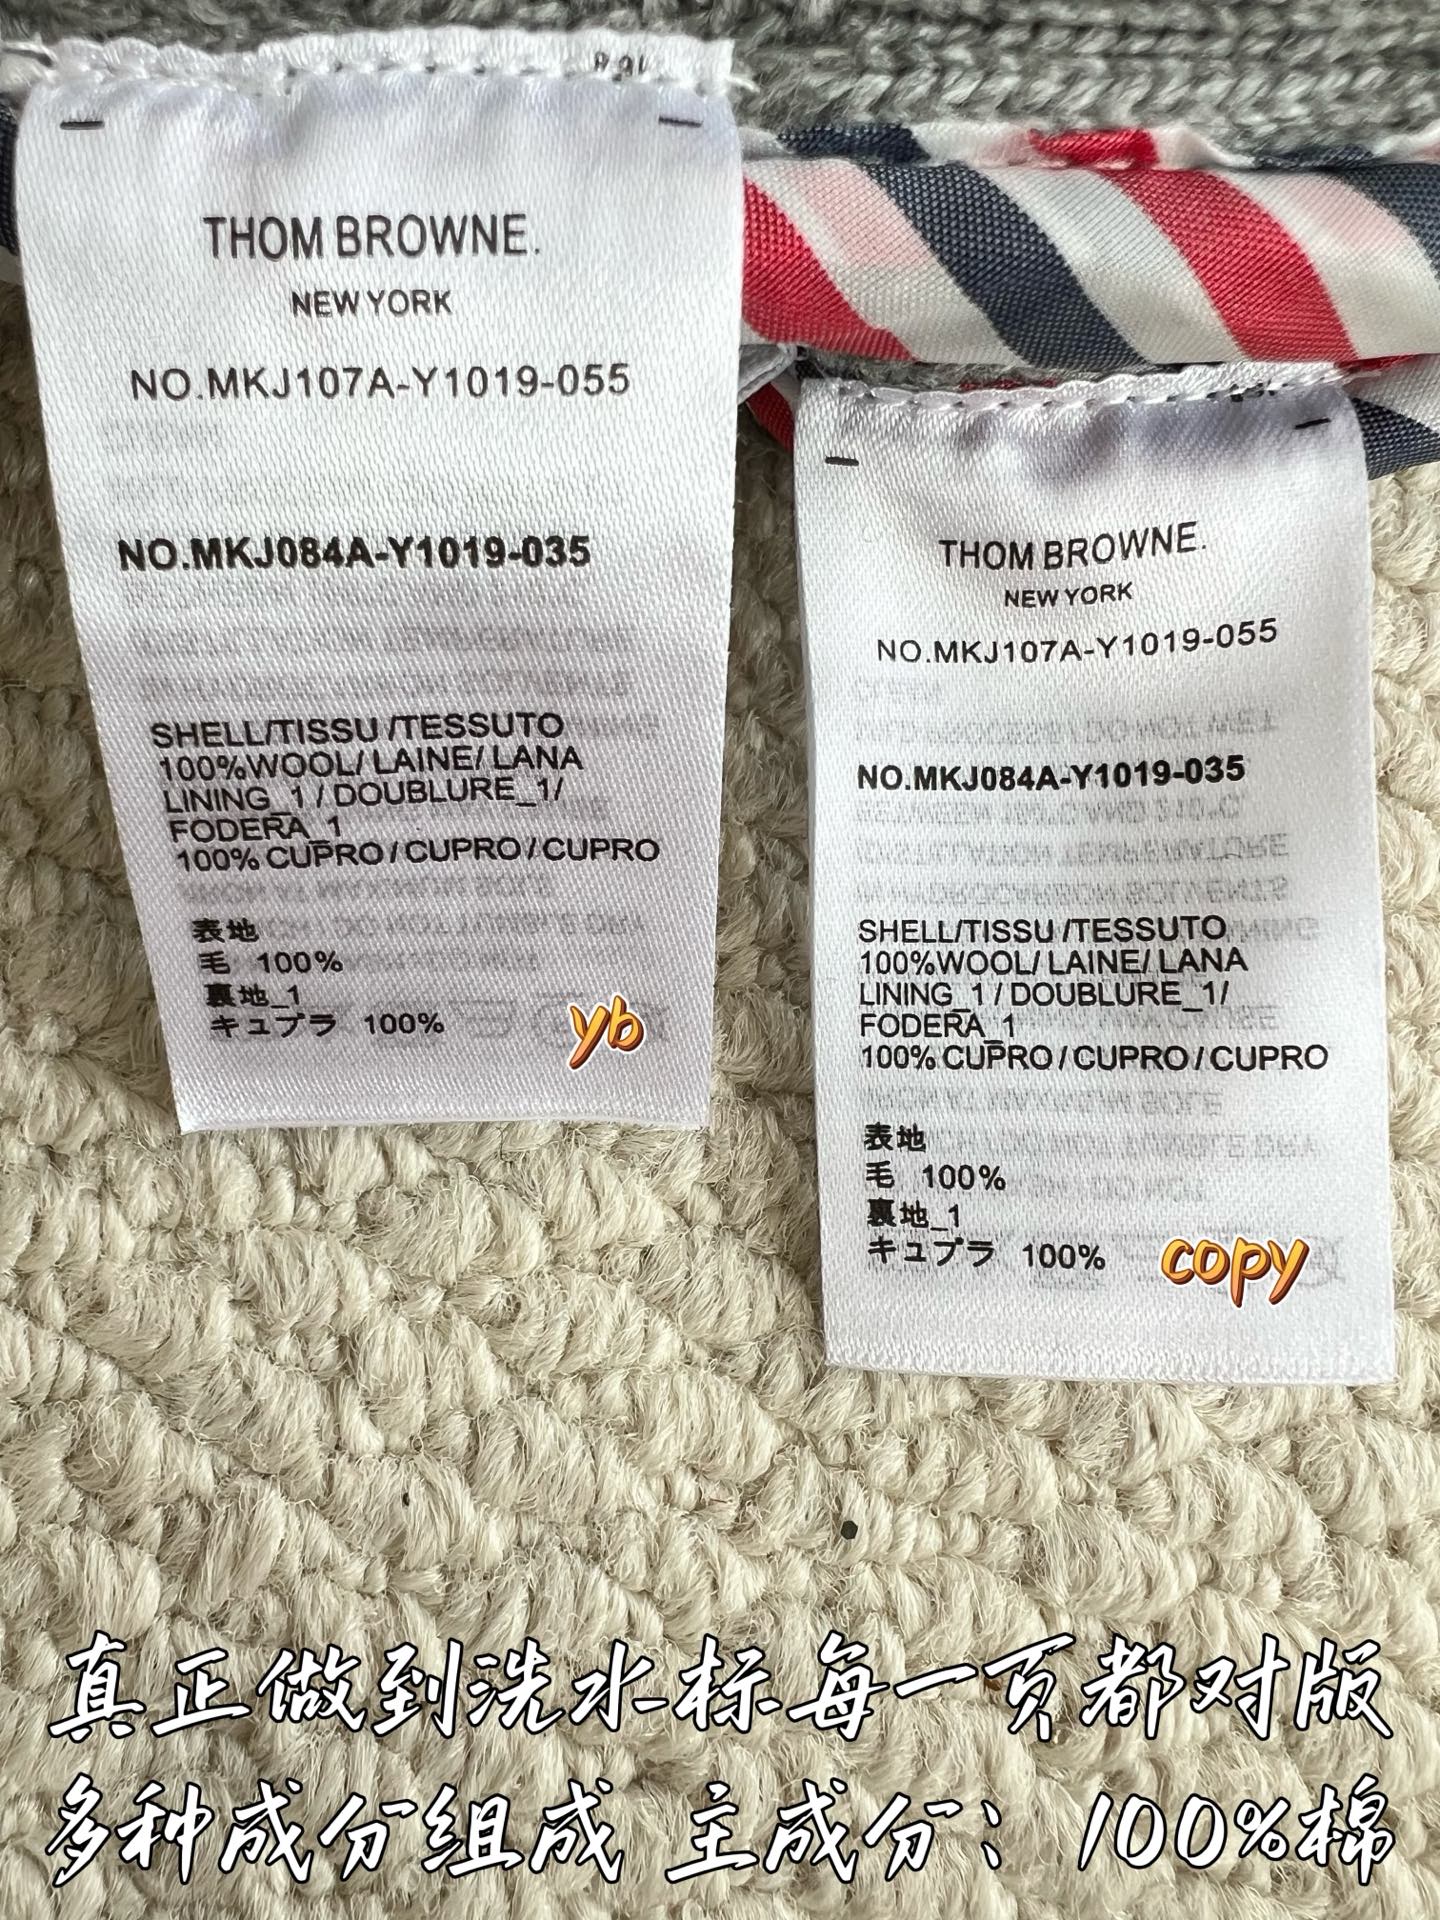 THOM BROWNE.
NEW YORK
NO.MKJ107A-Y1019-055
NO.MKJ084A-Y1019-035
SHELL/TISSU /TESSUTO
100%WOOL/ LAINE/ LANA
LINING_1 / DOUBLURE_1/
FODERA_1
100% CUPRO / CUPRO / CUPRO
表地
毛 100%
裏地_1
キュプラ 100%
yb
THOM BROWNE.
NEW YORK
NO.MKJ107A-Y1019-055
NO.MKJ084A-Y1019-035
SHELL/TISSU /TESSUTO
100%WOOL/ LAINE/ LANA
LINING_1 / DOUBLURE_1/
FODERA_1
100% CUPRO / CUPRO / CUPRO
表地
毛 100%
裏地_1
キュプラ 100%
copy
真正做到洗水标每一页都对版
多种成分组成 主成分：100%棉